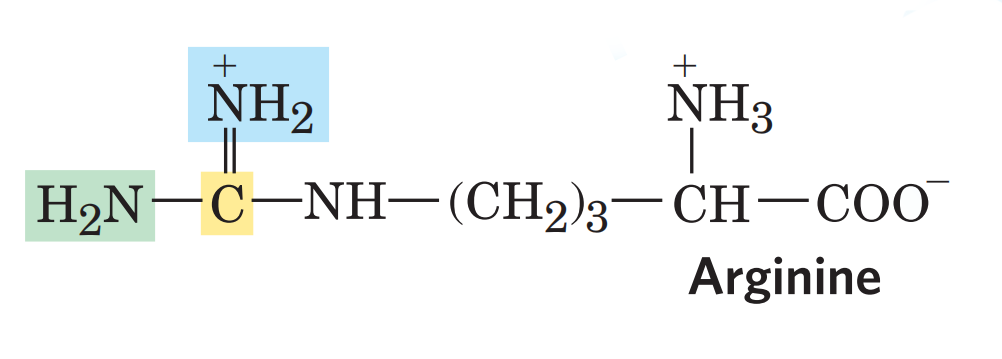 + +
NH₂ NH₃
H₂N—C—NH—(CH₂)₃—CH—COO⁻
Arginine